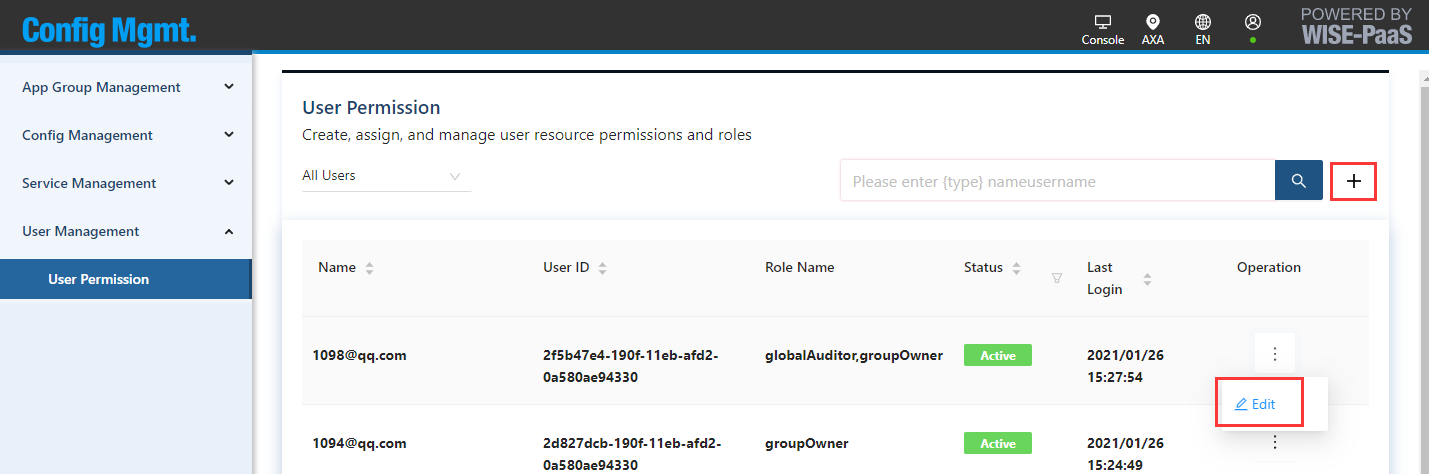 Config Mgmt.
Console
AXA
EN
POWERED BY
WISE-PaaS
App Group Management
Config Management
Service Management
User Management
User Permission
User Permission
Create, assign, and manage user resource permissions and roles
All Users
Please enter {type} nameusername
Name
User ID
Role Name
Status
Last
Login
Operation
1098@qq.com
2f5b47e4-190f-11eb-afd2-
0a580ae94330
globalAuditor,groupOwner
Active
2021/01/26
15:27:54
Edit
1094@qq.com
2d827dcb-190f-11eb-afd2-
0a580ae94330
groupOwner
Active
2021/01/26
15:24:49